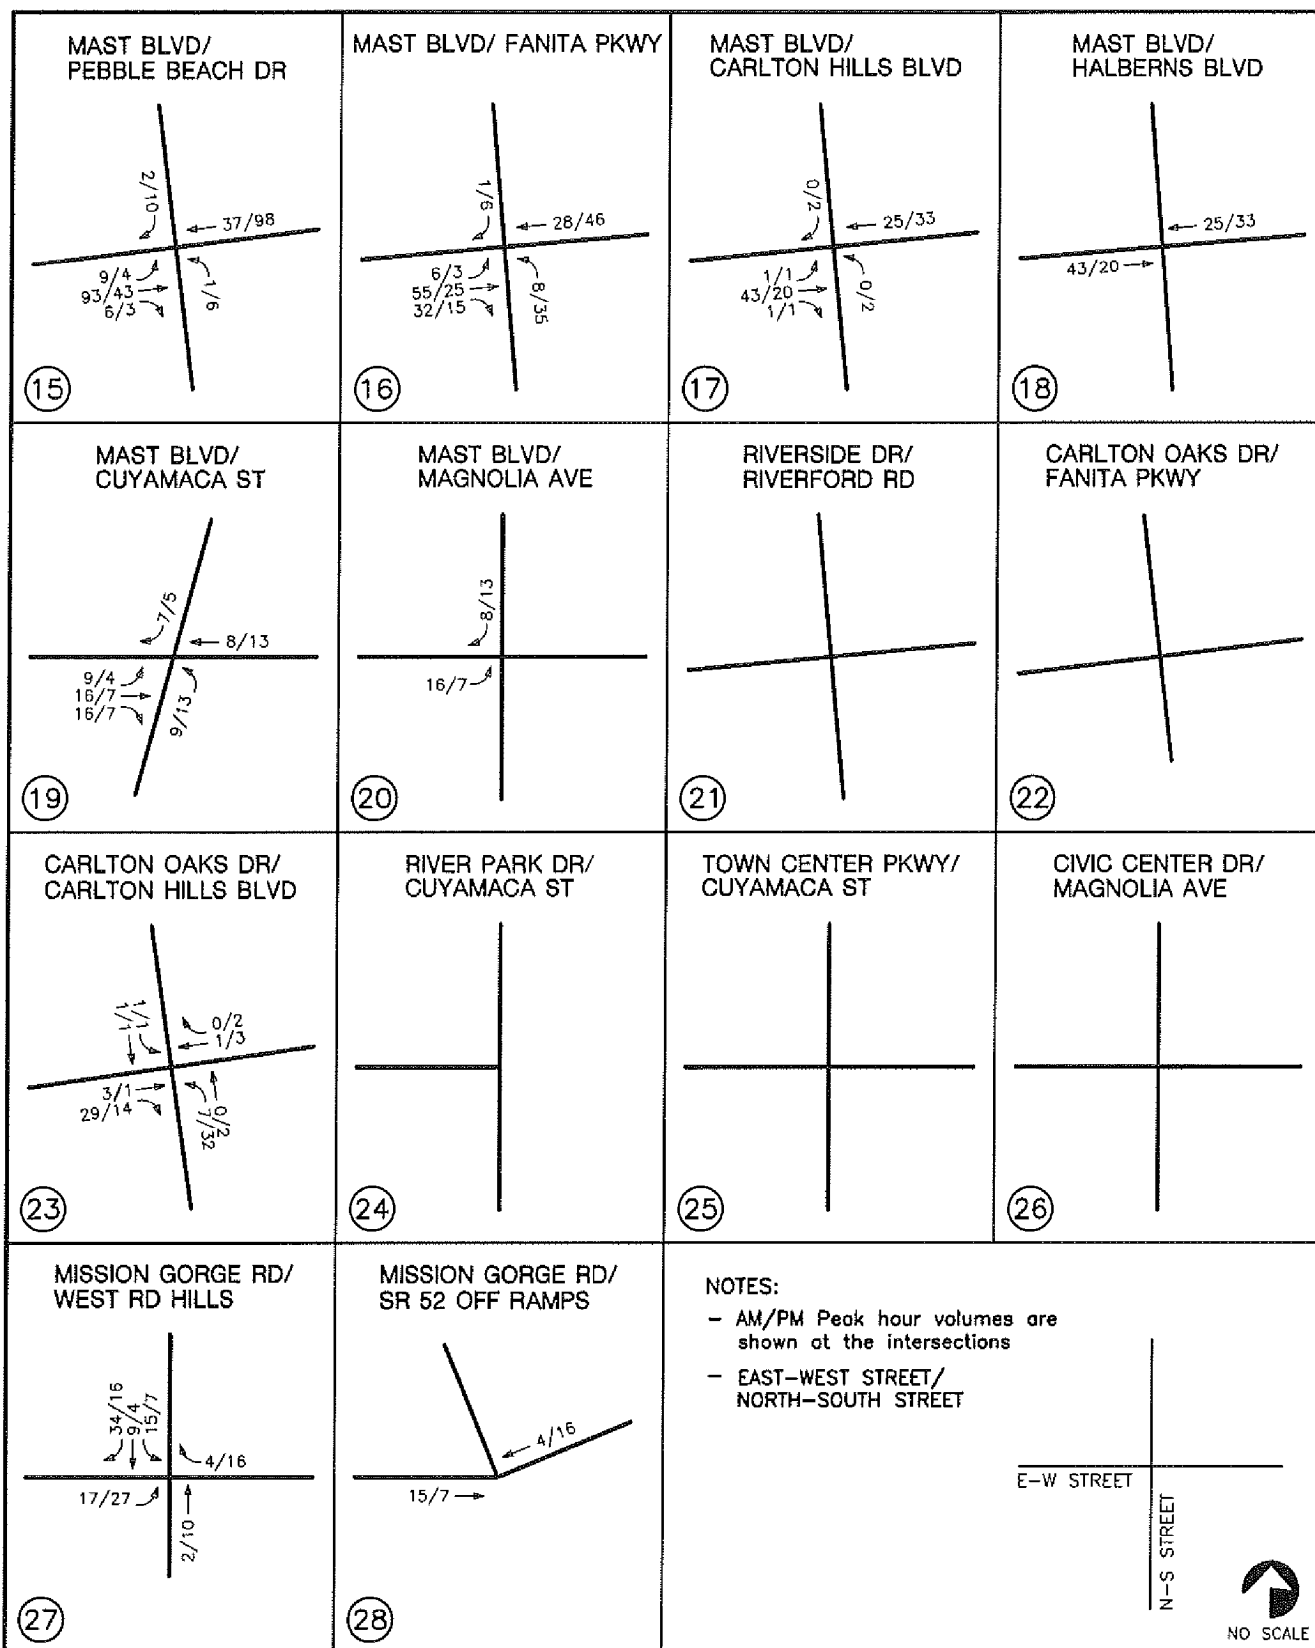 MAST BLVD/
PEBBLE BEACH DR
2/10
37/98
9/4
93/43
6/3
1/6
15
MAST BLVD/ FANITA PKWY
1/6
28/46
6/3
55/25
32/15
8/35
16
MAST BLVD/
CARLTON HILLS BLVD
0/2
25/33
1/1
43/20
1/1
0/2
17
MAST BLVD/
HALBERNS BLVD
25/33
43/20
18
MAST BLVD/
CUYAMACA ST
7/5
8/13
9/4
16/7
16/7
9/13
19
MAST BLVD/
MAGNOLIA AVE
8/13
16/7
20
RIVERSIDE DR/
RIVERFORD RD
21
CARLTON OAKS DR/
FANITA PKWY
22
CARLTON OAKS DR/
CARLTON HILLS BLVD
1/1
1/1
0/2
1/3
3/1
29/14
0/2
7/32
23
RIVER PARK DR/
CUYAMACA ST
24
TOWN CENTER PKWY/
CUYAMACA ST
25
CIVIC CENTER DR/
MAGNOLIA AVE
26
MISSION GORGE RD/
WEST RD HILLS
34/16
9/4
15/7
4/16
17/27
2/10
27
MISSION GORGE RD/
SR 52 OFF RAMPS
4/16
15/7
28
NOTES:
- AM/PM Peak hour volumes are
shown at the intersections
- EAST-WEST STREET/
NORTH-SOUTH STREET
E-W STREET
N-S STREET
NO SCALE